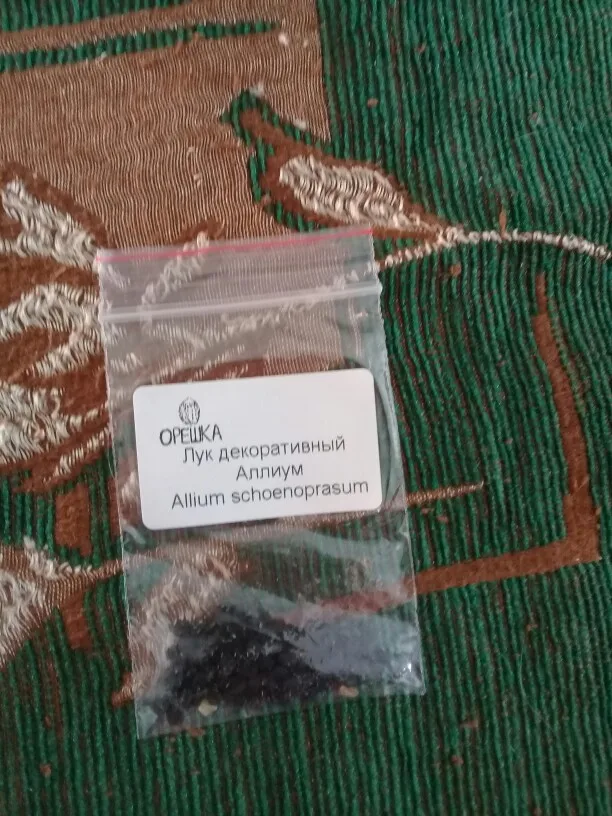 ОРЕШКА
Лук декоративный
Аллиум
Allium schoenoprasum